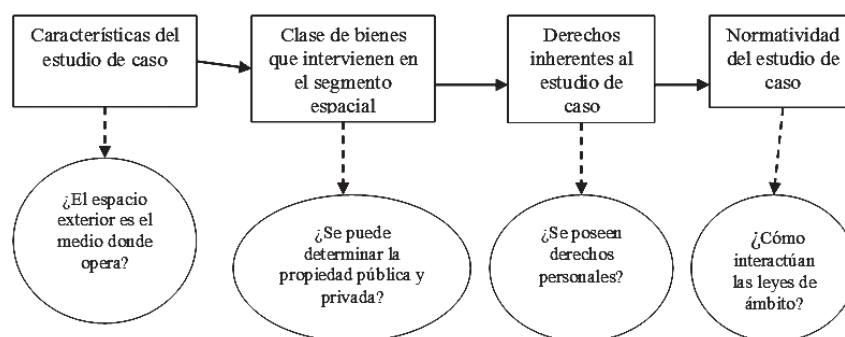 Características del
estudio de caso
Clase de bienes
que intervienen en
el segmento
espacial
Derechos
inherentes al
estudio de
caso
Normatividad
del estudio de
caso
¿El espacio
exterior es el
medio donde
opera?
¿Se puede
determinar la
propiedad pública y
privada?
¿Se poseen
derechos
personales?
¿Cómo
interactúan
las leyes de
ámbito?